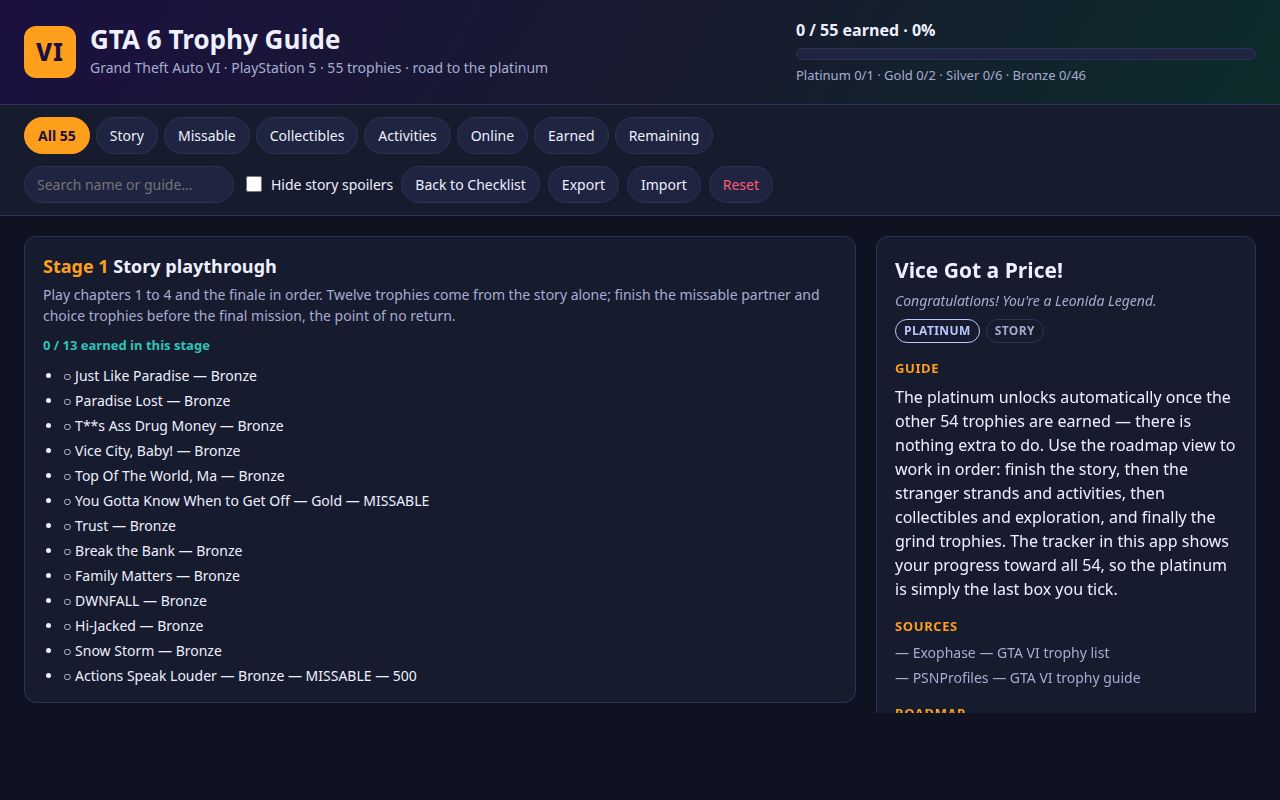 VI
GTA 6 Trophy Guide
Grand Theft Auto VI · PlayStation 5 · 55 trophies · road to the platinum
0 / 55 earned · 0%
Platinum 0/1 · Gold 0/2 · Silver 0/6 · Bronze 0/46
All 55 Story Missable Collectibles Activities Online Earned Remaining
Search name or guide... Hide story spoilers Back to Checklist Export Import Reset
Stage 1 Story playthrough
Play chapters 1 to 4 and the finale in order. Twelve trophies come from the story alone; finish the missable partner and
choice trophies before the final mission, the point of no return.
0 / 13 earned in this stage
• ○ Just Like Paradise — Bronze
• ○ Paradise Lost — Bronze
• ○ T**s Ass Drug Money — Bronze
• ○ Vice City, Baby! — Bronze
• ○ Top Of The World, Ma — Bronze
• ○ You Gotta Know When to Get Off — Gold — MISSABLE
• ○ Trust — Bronze
• ○ Break the Bank — Bronze
• ○ Family Matters — Bronze
• ○ DWNFALL — Bronze
• ○ Hi-Jacked — Bronze
• ○ Snow Storm — Bronze
• ○ Actions Speak Louder — Bronze — MISSABLE — 500
Vice Got a Price!
Congratulations! You're a Leonida Legend.
PLATINUM STORY
GUIDE
The platinum unlocks automatically once the
other 54 trophies are earned — there is
nothing extra to do. Use the roadmap view to
work in order: finish the story, then the
stranger strands and activities, then
collectibles and exploration, and finally the
grind trophies. The tracker in this app shows
your progress toward all 54, so the platinum
is simply the last box you tick.
SOURCES
— Exophase — GTA VI trophy list
— PSNProfiles — GTA VI trophy guide
ROADMAP